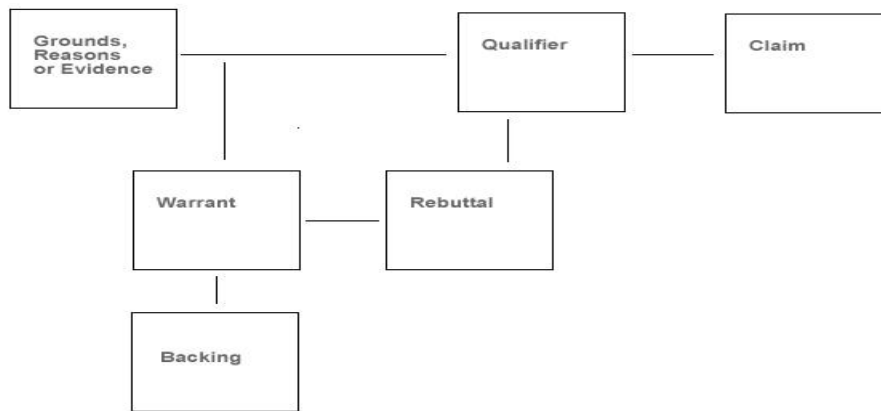 Grounds,
Reasons
or Evidence
Qualifier
Claim
Warrant
Rebuttal
Backing